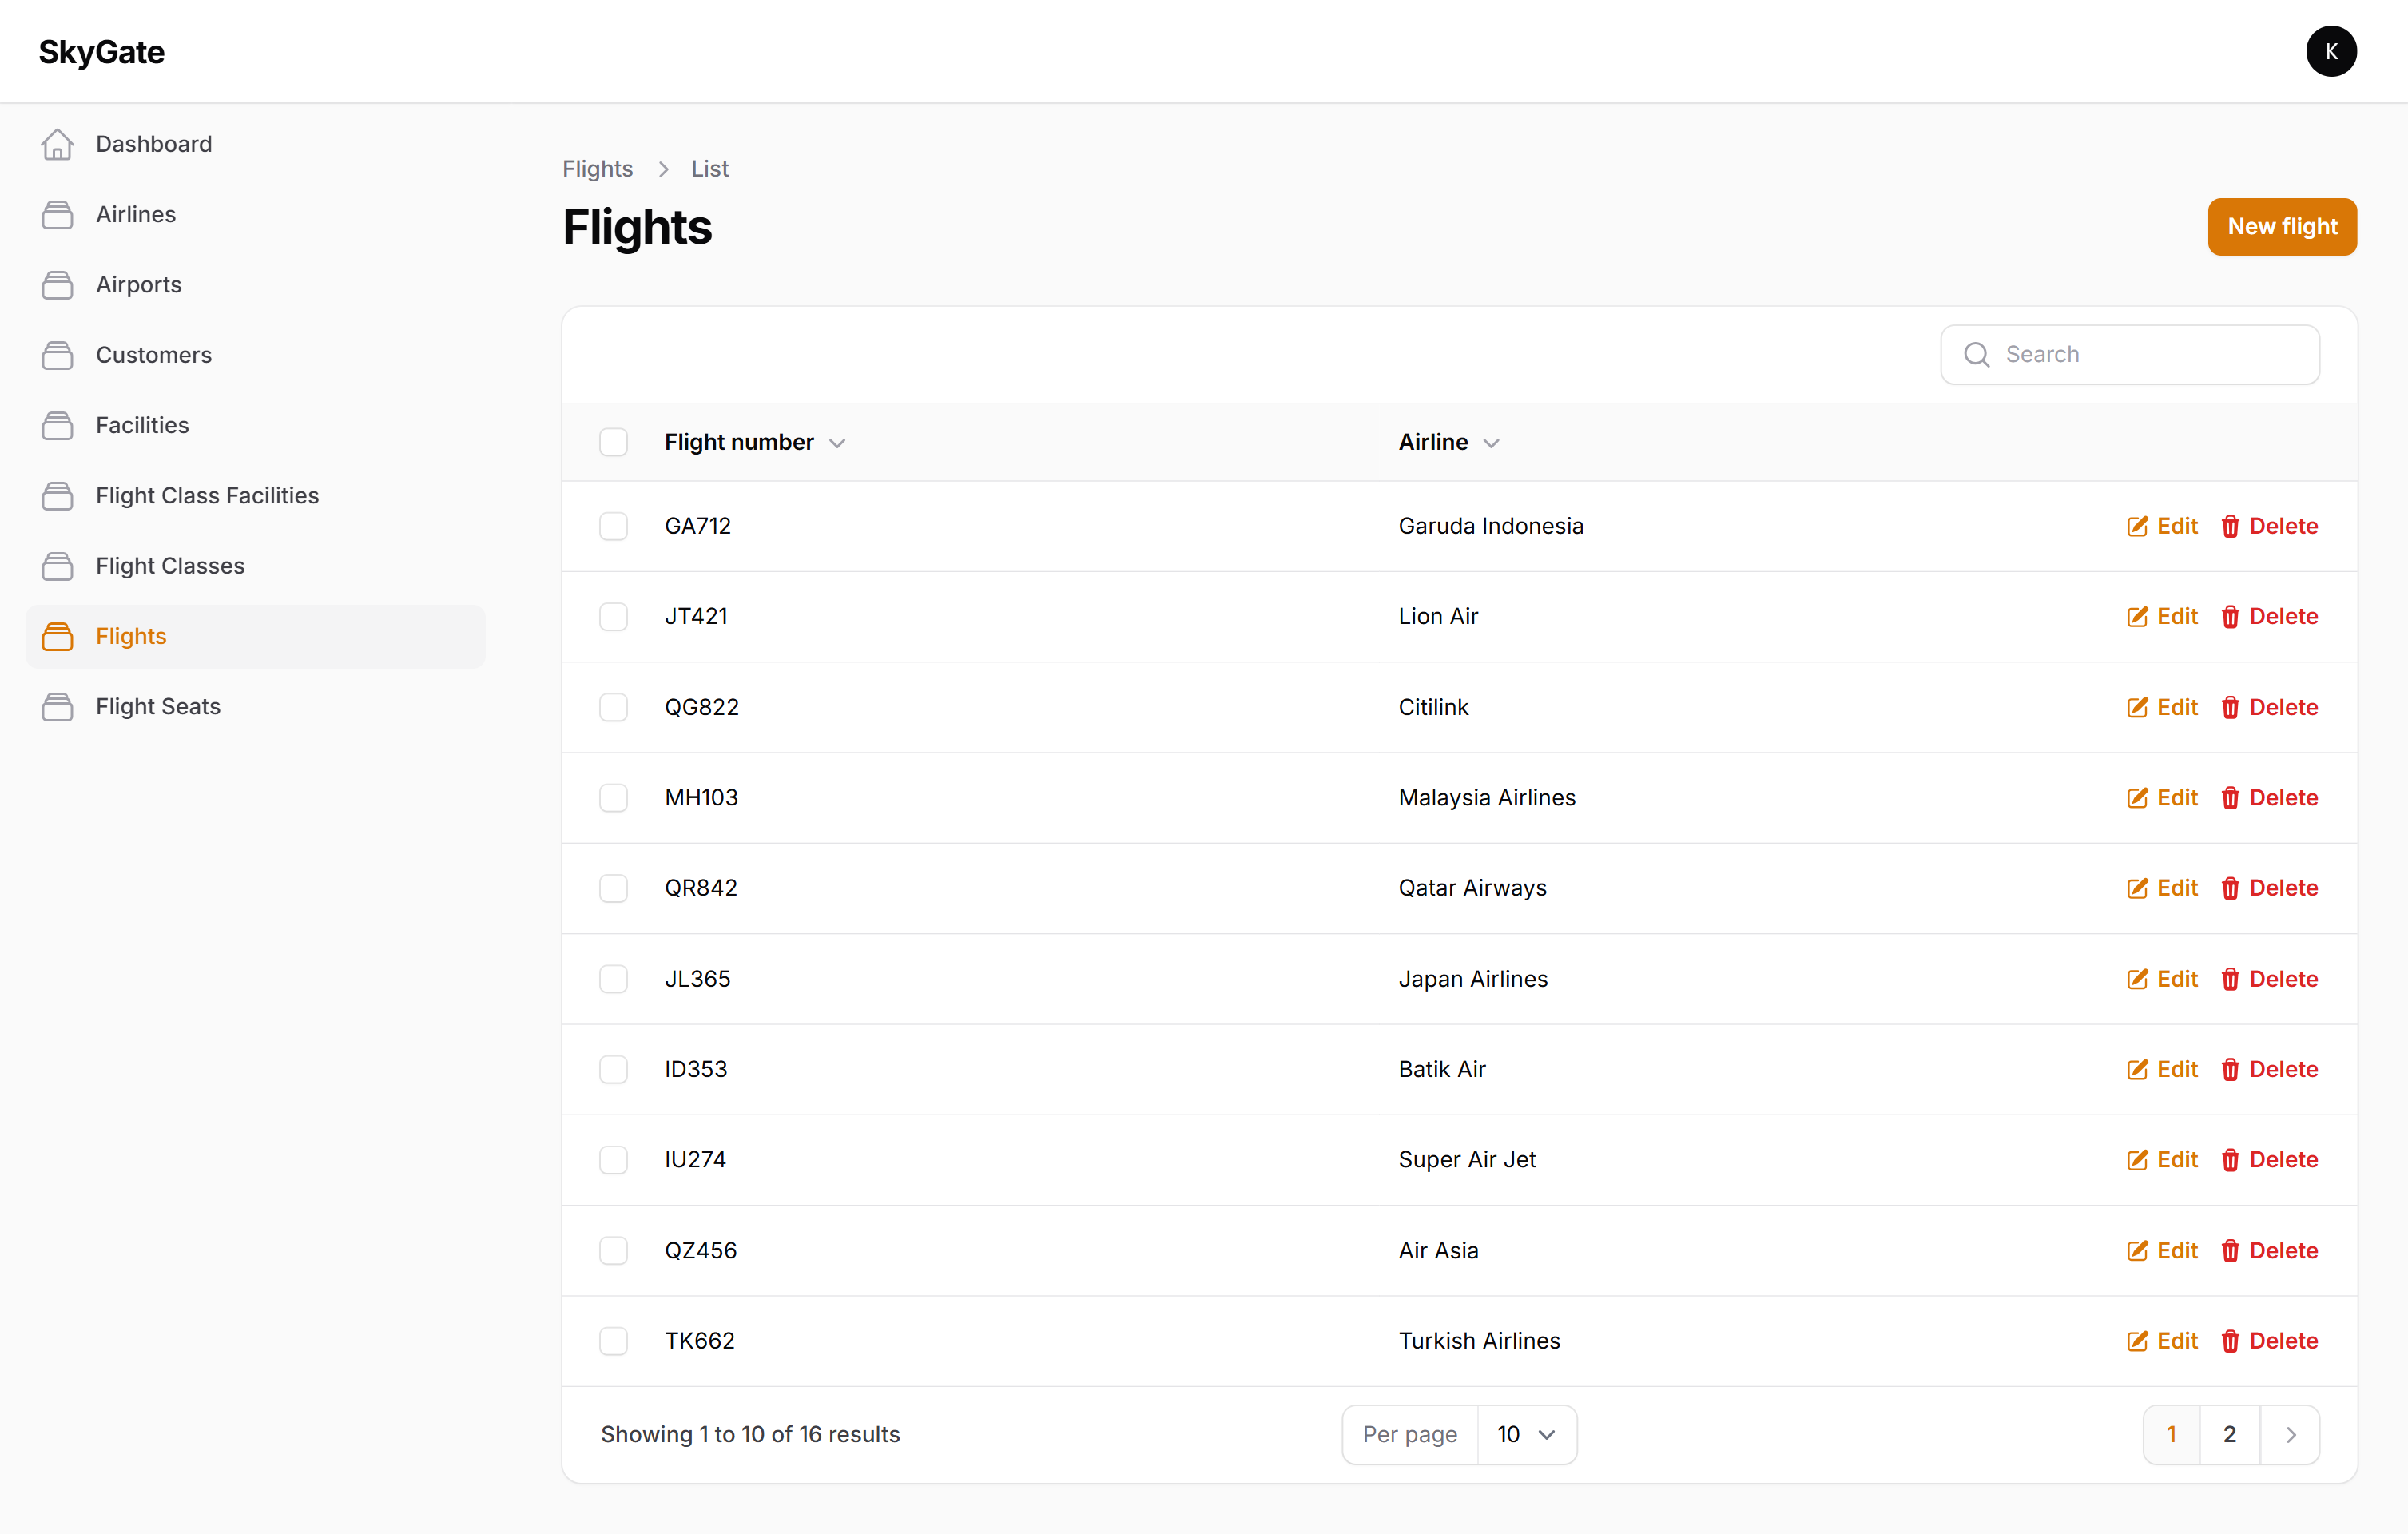 SkyGate
K
Dashboard
Airlines
Airports
Customers
Facilities
Flight Class Facilities
Flight Classes
Flights
Flight Seats
Flights List
Flights
New flight
Search
Flight number Airline
GA712 Garuda Indonesia Edit Delete
JT421 Lion Air Edit Delete
QG822 Citilink Edit Delete
MH103 Malaysia Airlines Edit Delete
QR842 Qatar Airways Edit Delete
JL365 Japan Airlines Edit Delete
ID353 Batik Air Edit Delete
IU274 Super Air Jet Edit Delete
QZ456 Air Asia Edit Delete
TK662 Turkish Airlines Edit Delete
Showing 1 to 10 of 16 results Per page 10 1 2